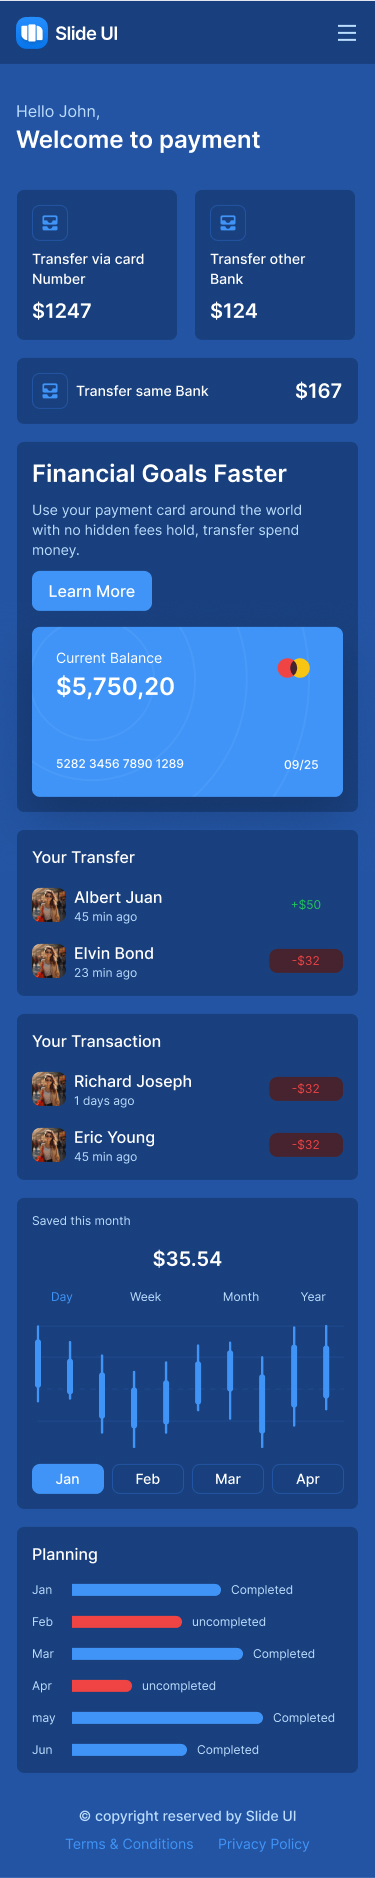 Slide UI
Hello John,
Welcome to payment
Transfer via card
Number
$1247
Transfer other
Bank
$124
Transfer same Bank
$167
Financial Goals Faster
Use your payment card around the world
with no hidden fees hold, transfer spend
money.
Learn More
Current Balance
$5,750,20
5282 3456 7890 1289
09/25
Your Transfer
Albert Juan
45 min ago
+$50
Elvin Bond
23 min ago
-$32
Your Transaction
Richard Joseph
1 days ago
-$32
Eric Young
45 min ago
-$32
Saved this month
$35.54
Day Week Month Year
Jan Feb Mar Apr
Planning
Jan Completed
Feb uncompleted
Mar Completed
Apr uncompleted
may Completed
Jun Completed
© copyright reserved by Slide UI
Terms & Conditions Privacy Policy